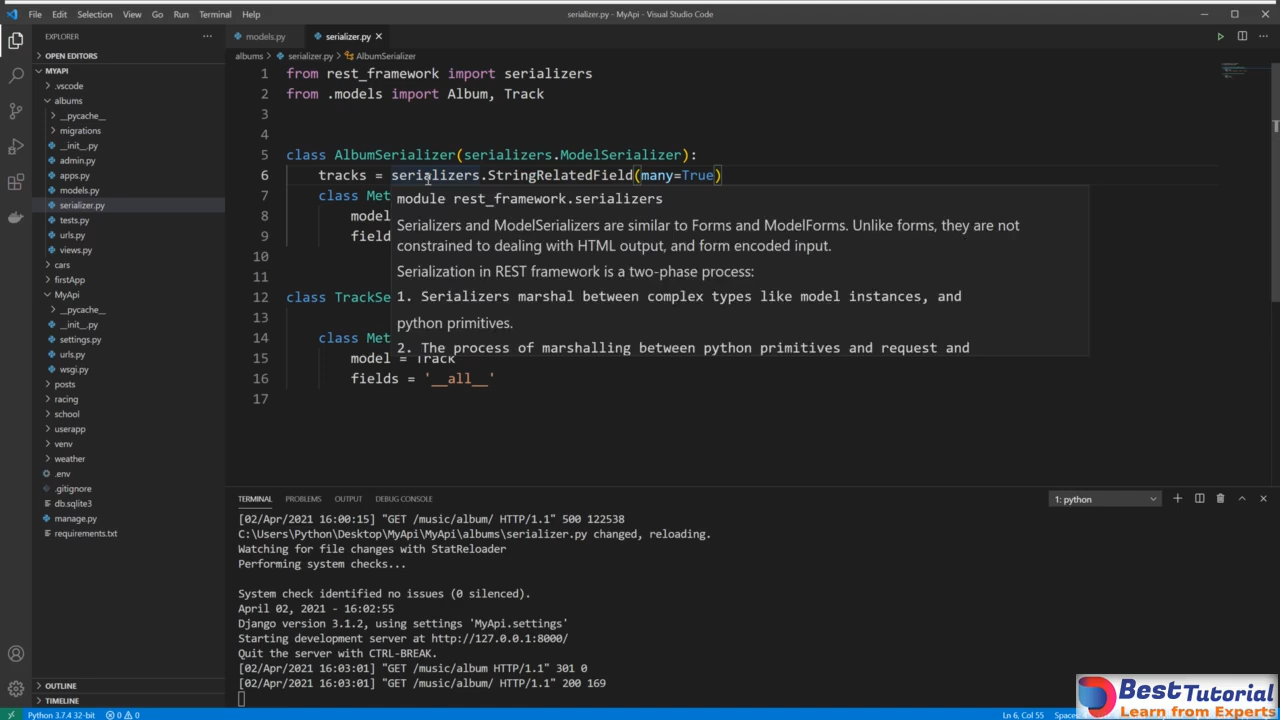 File Edit Selection View Go Run Terminal Help
serializer.py - MyApi - Visual Studio Code
EXPLORER
OPEN EDITORS
MYAPI
.vscode
albums
__pycache__
migrations
__init__.py
admin.py
apps.py
models.py
serializer.py
tests.py
urls.py
views.py
cars
firstApp
MyApi
__pycache__
__init__.py
settings.py
urls.py
wsgi.py
posts
racing
school
userapp
venv
weather
.env
.gitignore
db.sqlite3
manage.py
requirements.txt
OUTLINE
TIMELINE
models.py serializer.py
albums > serializer.py > AlbumSerializer
1 from rest_framework import serializers
2 from .models import Album, Track
3
4
5 class AlbumSerializer(serializers.ModelSerializer):
6 tracks = serializers.StringRelatedField(many=True)
7 class Met
module rest_framework.serializers
8 model
Serializers and ModelSerializers are similar to Forms and ModelForms. Unlike forms, they are not
9 field
constrained to dealing with HTML output, and form encoded input.
10
Serialization in REST framework is a two-phase process:
11
12 class TrackSe
1. Serializers marshal between complex types like model instances, and
13
python primitives.
14 class Met
2. The process of marshalling between python primitives and request and
15 model = Track
16 fields = '__all__'
17
TERMINAL PROBLEMS OUTPUT DEBUG CONSOLE
1: python
[02/Apr/2021 16:00:15] "GET /music/album/ HTTP/1.1" 500 122538
C:\Users\Python\Desktop\MyApi\MyApi\albums\serializer.py changed, reloading.
Watching for file changes with StatReloader
Performing system checks...
System check identified no issues (0 silenced).
April 02, 2021 - 16:02:55
Django version 3.1.2, using settings 'MyApi.settings'
Starting development server at http://127.0.0.1:8000/
Quit the server with CTRL-BREAK.
[02/Apr/2021 16:03:01] "GET /music/album HTTP/1.1" 301 0
[02/Apr/2021 16:03:01] "GET /music/album/ HTTP/1.1" 200 169
Python 3.7.4 32-bit 0 0
Ln 6, Col 55
BestTutorial
Learn from Experts